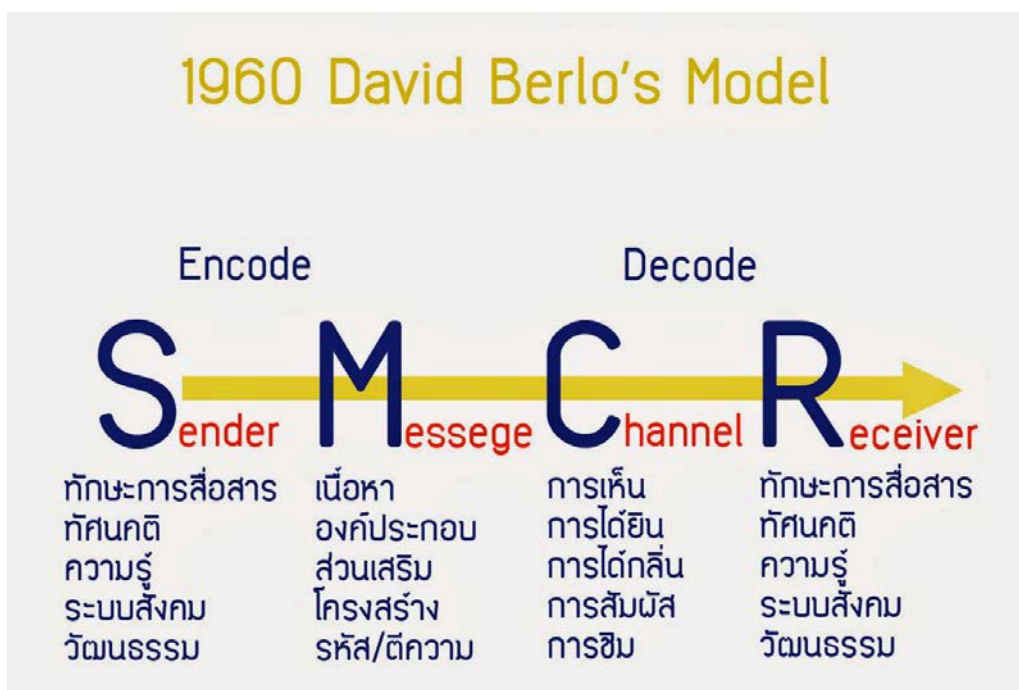 1960 David Berlo's Model
Encode
Decode
Sender Messege Channel Receiver
ทักษะการสื่อสาร เนื้อหา การเห็น ทักษะการสื่อสาร
ทัศนคติ องค์ประกอบ การได้ยิน ทัศนคติ
ความรู้ ส่วนเสริม การได้กลิ่น ความรู้
ระบบสังคม โครงสร้าง การสัมผัส ระบบสังคม
วัฒนธรรม รหัส/ตีความ การชิม วัฒนธรรม